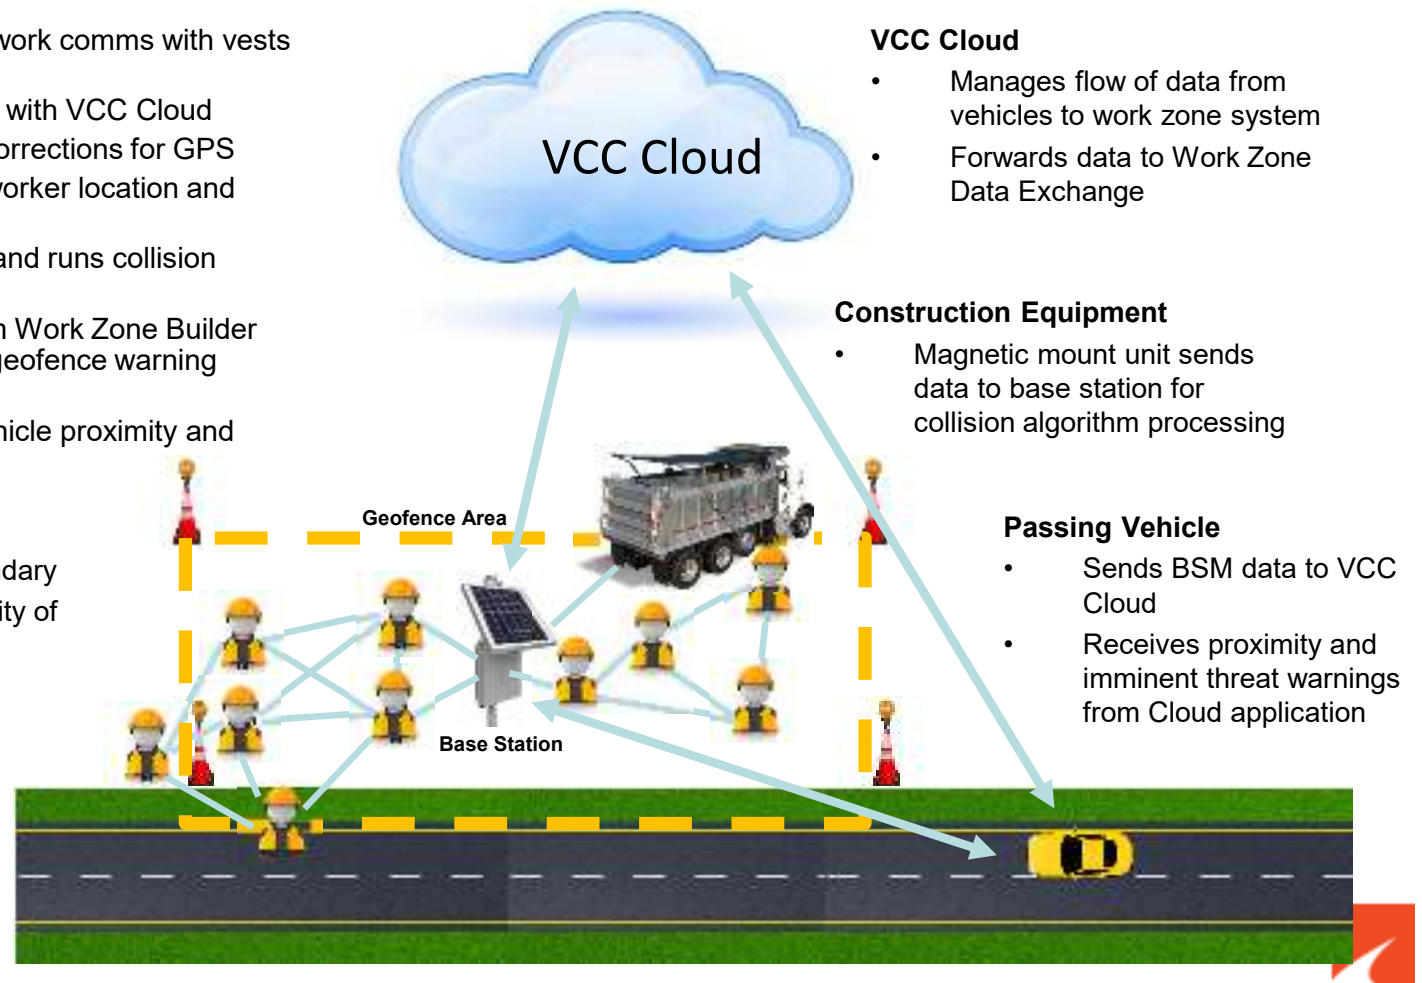 work comms with vests
with VCC Cloud
orrections for GPS
worker location and
and runs collision
Work Zone Builder
geofence warning
hicle proximity and
dary
ity of
VCC Cloud
VCC Cloud
• Manages flow of data from
vehicles to work zone system
• Forwards data to Work Zone
Data Exchange
Construction Equipment
• Magnetic mount unit sends
data to base station for
collision algorithm processing
Geofence Area
Base Station
Passing Vehicle
• Sends BSM data to VCC
Cloud
• Receives proximity and
imminent threat warnings
from Cloud application